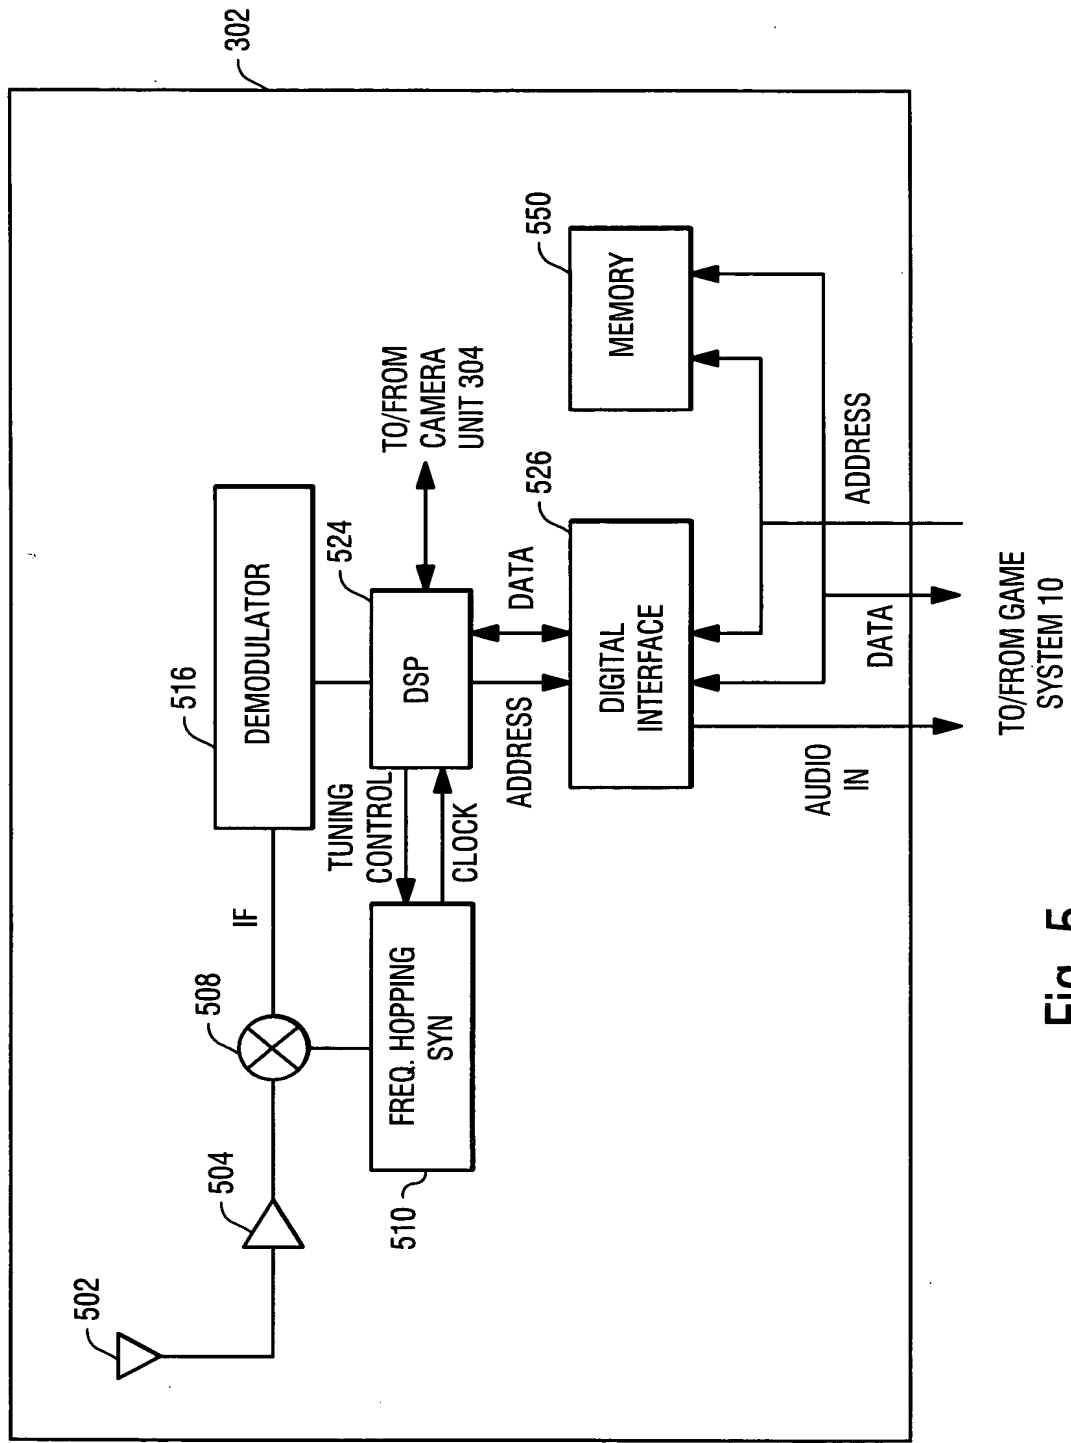 302
502
504
508
IF
516
DEMODULATOR
510
FREQ. HOPPING
SYN
TUNING
CONTROL
CLOCK
524
DSP
TO/FROM
CAMERA
UNIT 304
ADDRESS
DATA
526
DIGITAL
INTERFACE
550
MEMORY
AUDIO
IN
DATA
ADDRESS
TO/FROM GAME
SYSTEM 10
Fig. 5